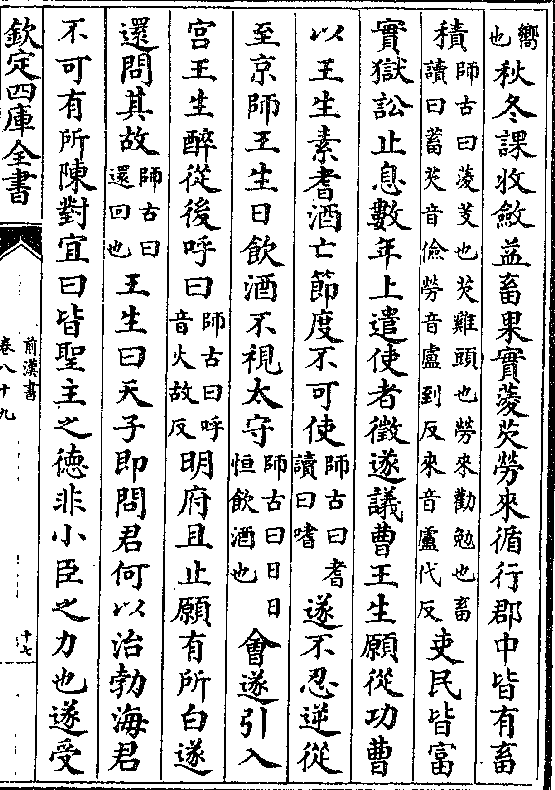 嚮也秋冬課收斂益畜果實蔆芡勞來循行郡中皆有畜
積師古曰蔆芰也芡雞頭也勞來勸勉也畜讀曰蓄芡音儉勞音盧到反來音盧代反吏民皆富
實獄訟止息數年上遣使者徵遂議曹王生願從功曹
以王生素耆酒亡節度不可使師古曰耆讀曰嗜遂不忍逆從
至京師王生日飲酒不視太守師古曰日日恒飲酒也會遂引入
宫王生醉從後呼曰師古曰呼音火故反明府且止願有所白遂
還問其故師古曰還回也王生曰天子即問君何以治勃海君
不可有所陳對宜曰皆聖主之德非小臣之力也遂受
欽定四庫全書
前漢書
卷八十九
十七